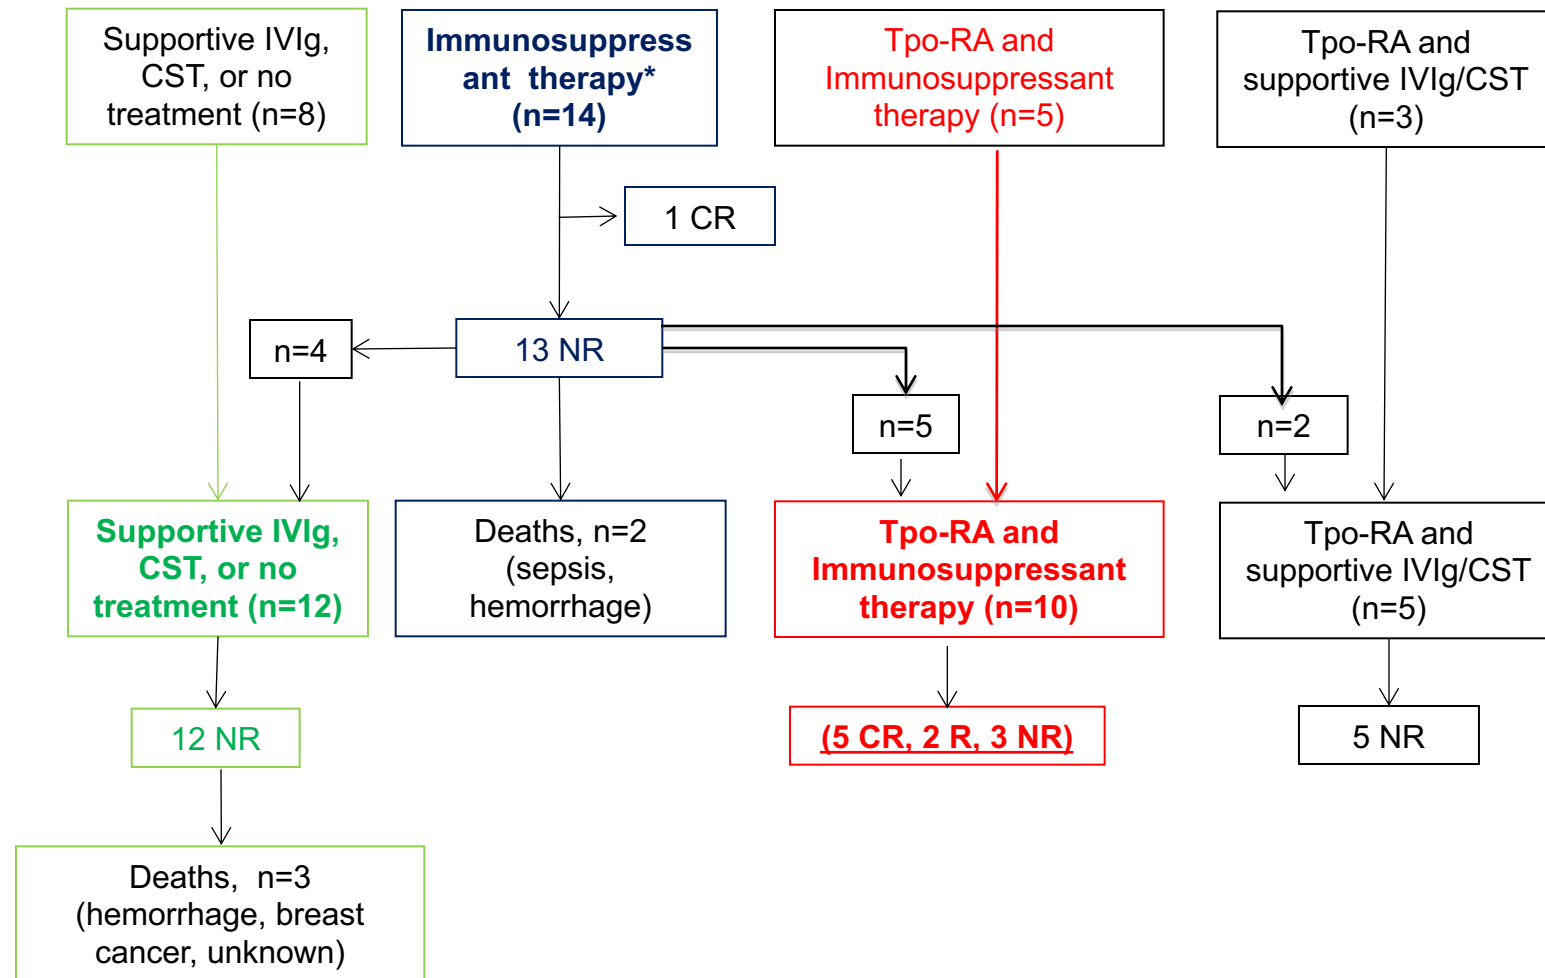 Supportive IVIg,
CST, or no
treatment (n=8)
Immunosuppress
ant therapy*
(n=14)
Tpo-RA and
Immunosuppressant
therapy (n=5)
Tpo-RA and
supportive IVIg/CST
(n=3)
1 CR
n=4
13 NR
n=5
n=2
Supportive IVIg,
CST, or no
treatment (n=12)
Deaths, n=2
(sepsis,
hemorrhage)
Tpo-RA and
Immunosuppressant
therapy (n=10)
Tpo-RA and
supportive IVIg/CST
(n=5)
12 NR
(5 CR, 2 R, 3 NR)
5 NR
Deaths, n=3
(hemorrhage, breast
cancer, unknown)